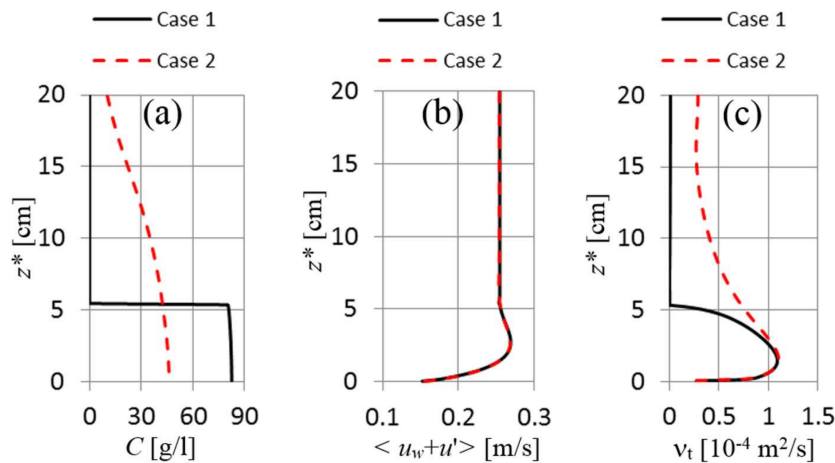 Case 1
Case 2
Case 1
Case 2
Case 1
Case 2
(a)
20
15
10
5
0
z* [cm]
0 30 60 90
C [g/l]
(b)
20
15
10
5
0
z* [cm]
0.1 0.2 0.3
< u_w+u' > [m/s]
(c)
20
15
10
5
0
z* [cm]
0 0.5 1 1.5
ν_t [10⁻⁴ m²/s]